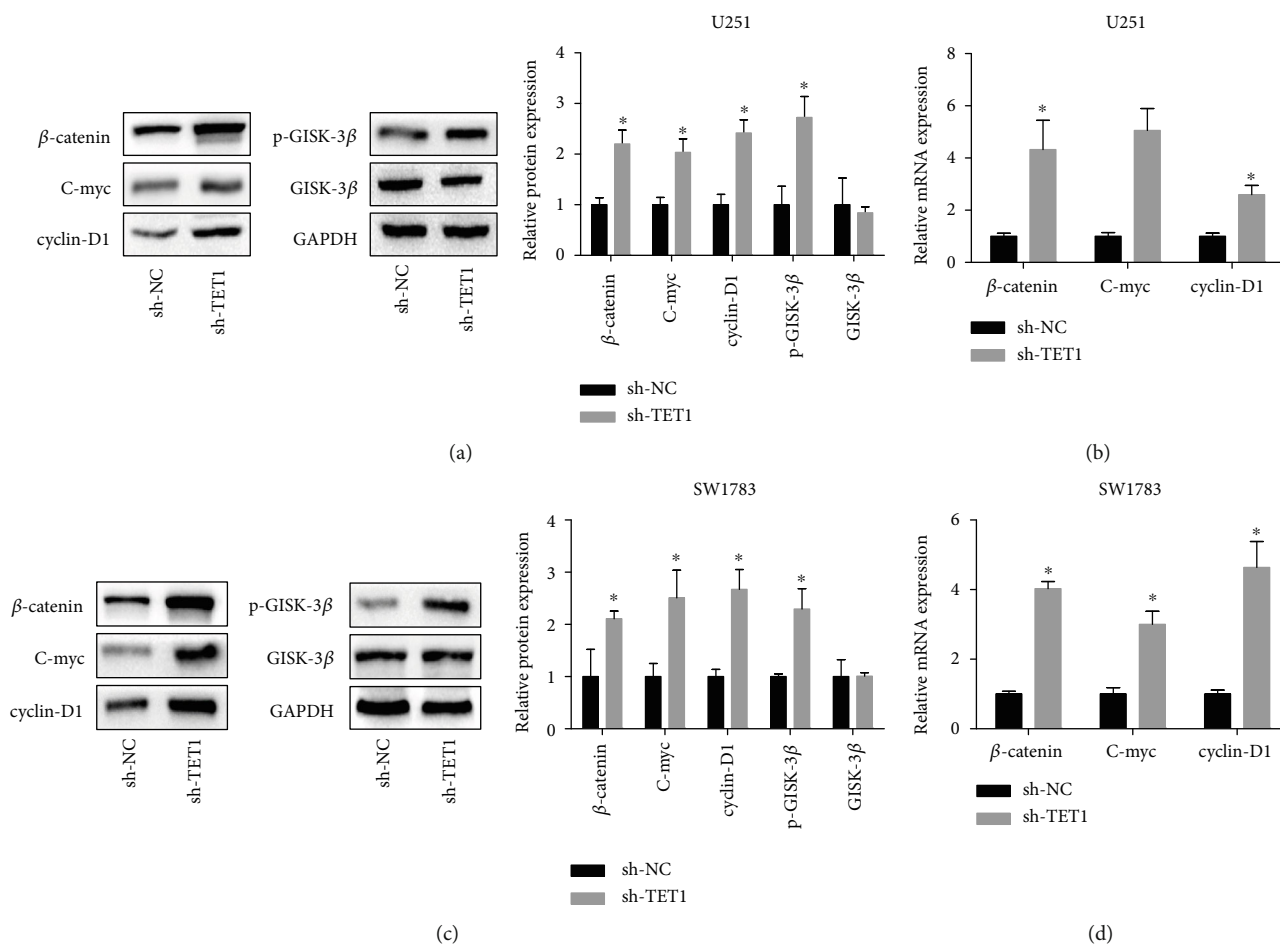 β-catenin
C-myc
cyclin-D1
sh-NC
sh-TET1
p-GISK-3β
GISK-3β
GAPDH
sh-NC
sh-TET1
U251
Relative protein expression
4
3
2
1
0
*
*
*
*
β-catenin
C-myc
cyclin-D1
p-GISK-3β
GISK-3β
sh-NC
sh-TET1
(a)
U251
Relative mRNA expression
8
6
4
2
0
*
*
β-catenin
C-myc
cyclin-D1
sh-NC
sh-TET1
(b)
β-catenin
C-myc
cyclin-D1
sh-NC
sh-TET1
p-GISK-3β
GISK-3β
GAPDH
sh-NC
sh-TET1
SW1783
Relative protein expression
4
3
2
1
0
*
*
*
*
β-catenin
C-myc
cyclin-D1
p-GISK-3β
GISK-3β
sh-NC
sh-TET1
(c)
SW1783
Relative mRNA expression
6
4
2
0
*
*
*
β-catenin
C-myc
cyclin-D1
sh-NC
sh-TET1
(d)